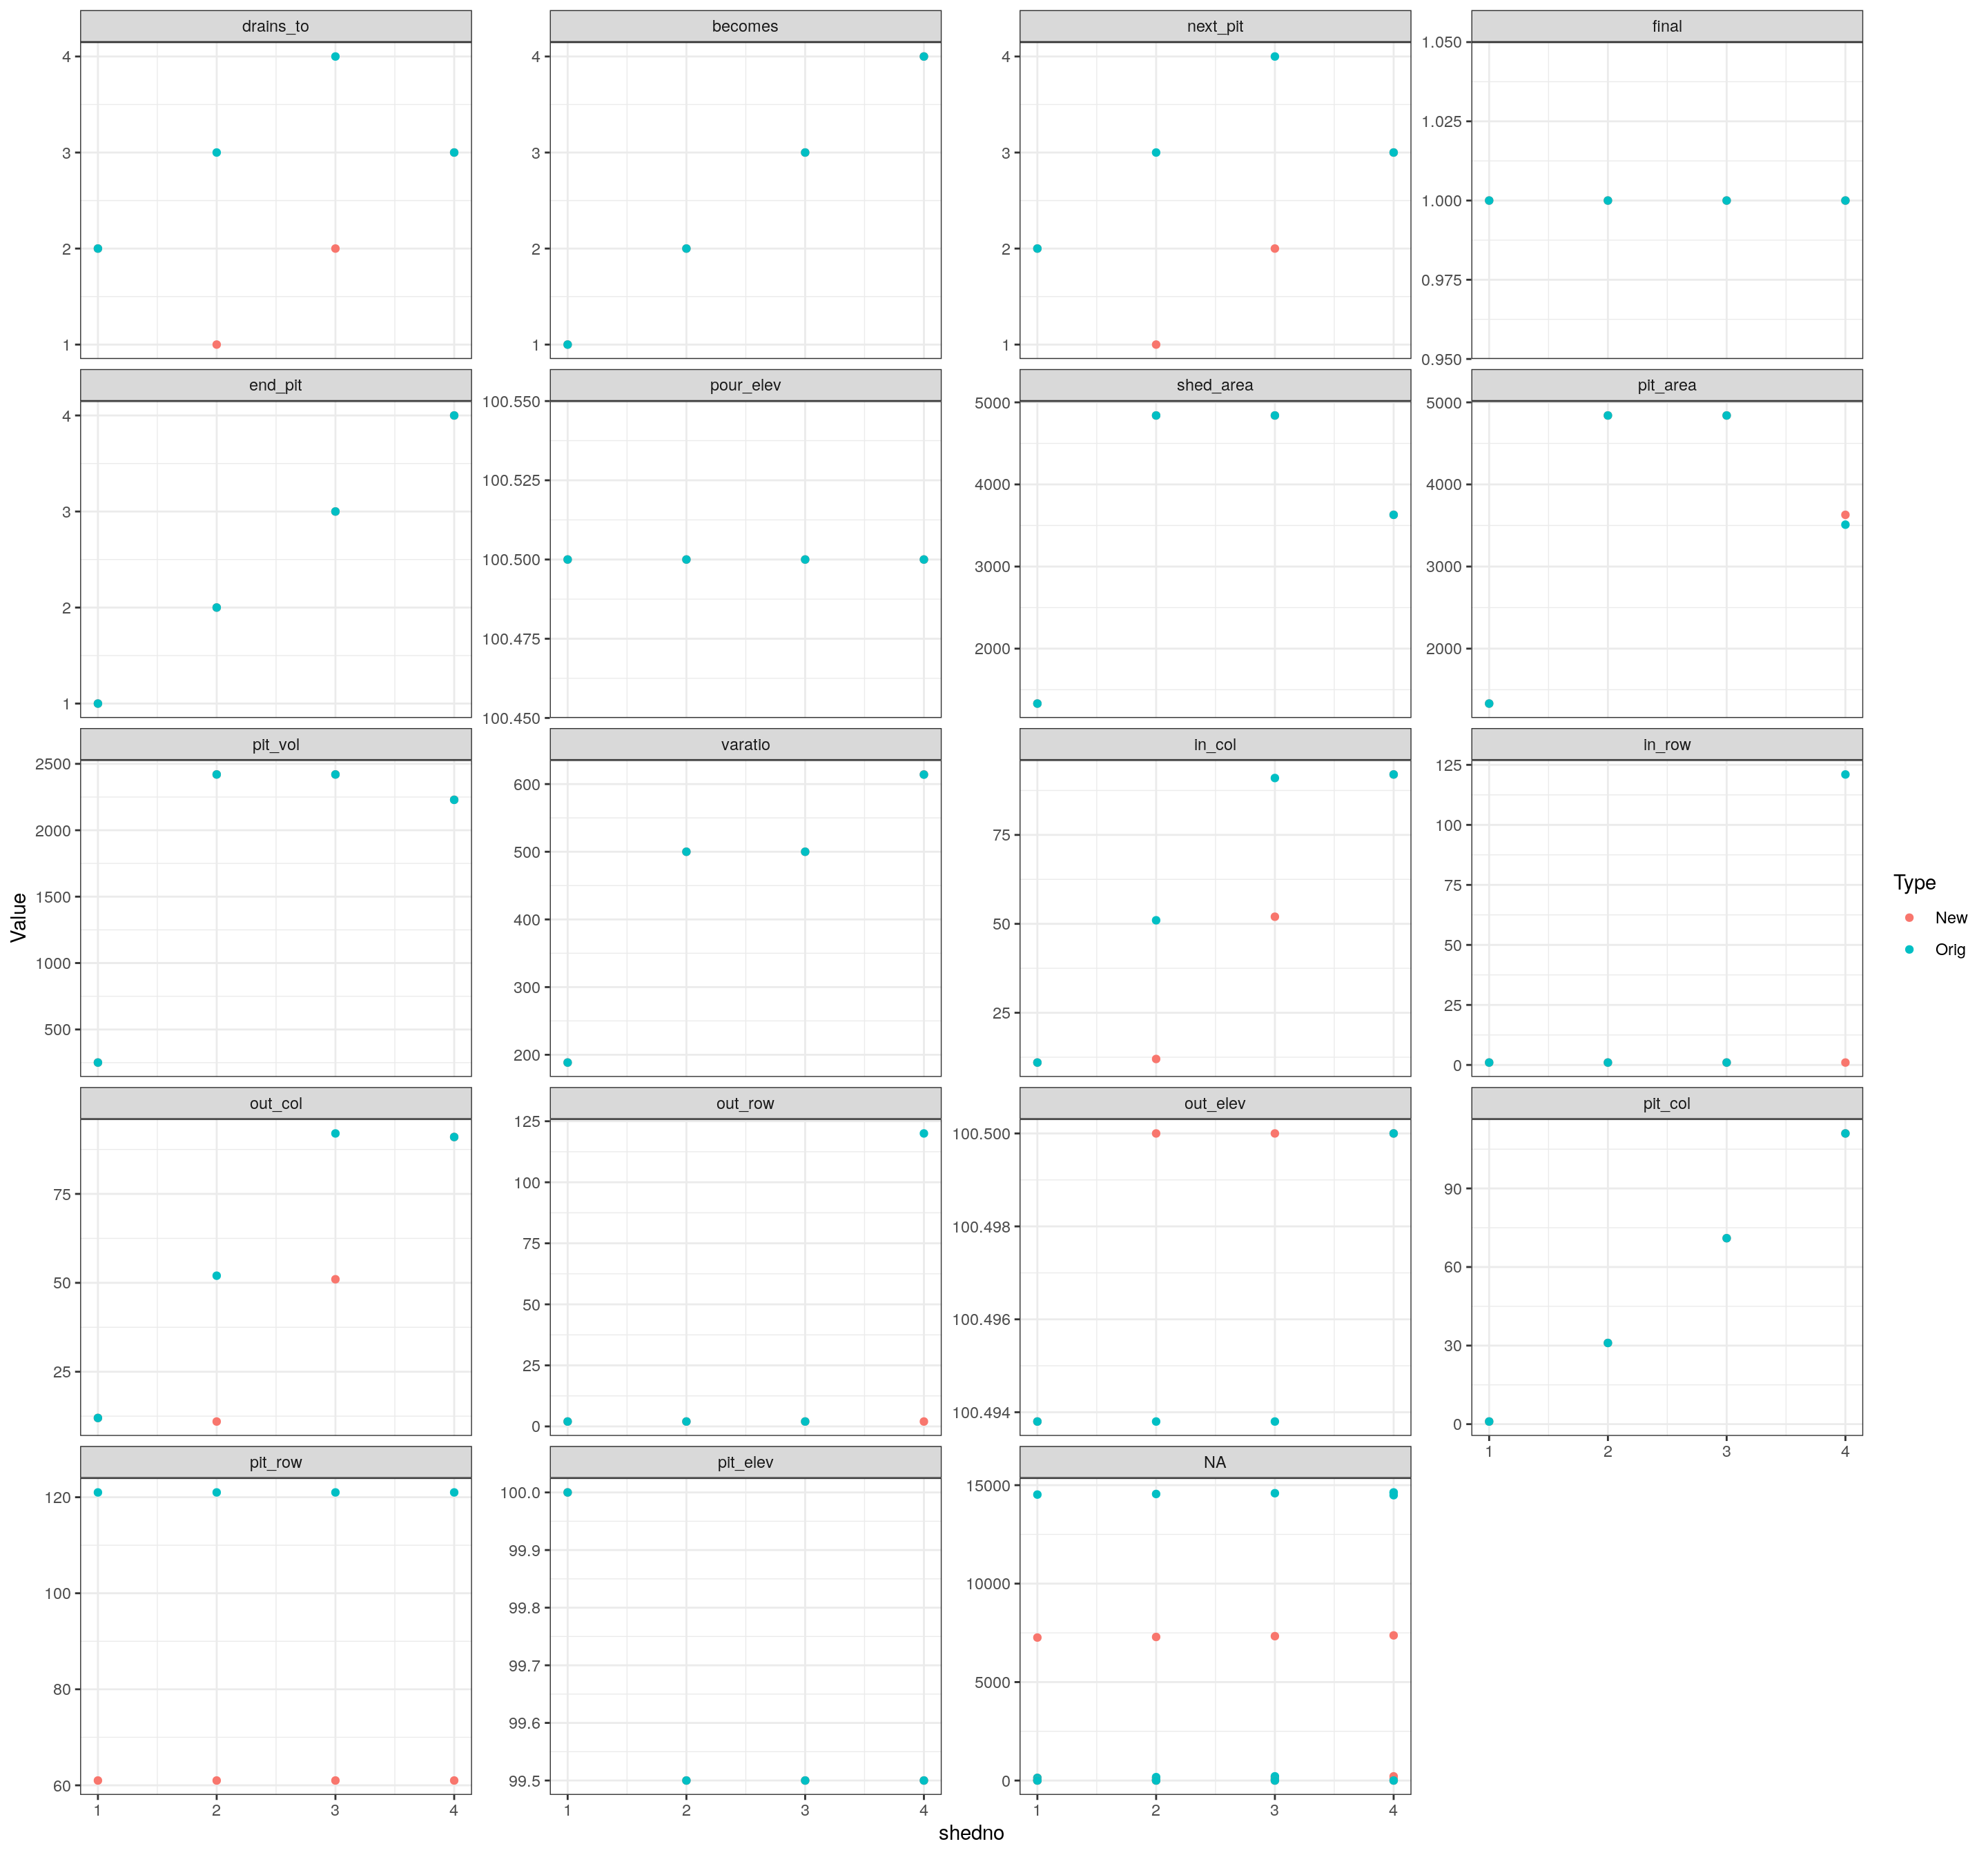 drains_to becomes next_pit final
1.050
4 4 4
1.025
3 3 3
1.000
2 2 2
0.975
1 1 1
0.950
end_pit pour_elev shed_area pit_area
100.550 5000 5000
4
100.525 4000 4000
3
100.500 3000 3000
2
100.475 2000 2000
1
100.450
pit_vol varatio in_col in_row
2500 125
600
2000 75 100
500
1500 75
Type
400
New
50
Value
1000 50
Orig
300
500 25 25
200
0
out_col out_row out_elev pit_col
125
100.500
100
75 90
100.498
75
60
50 50
100.496
25 25
30
100.494
0 0
1 2 3 4
pit_row pit_elev NA
120 100.0 15000
99.9
100 99.8 10000
99.7
80 5000
99.6
60 99.5 0
1 2 3 4 1 2 3 4 1 2 3 4
shedno